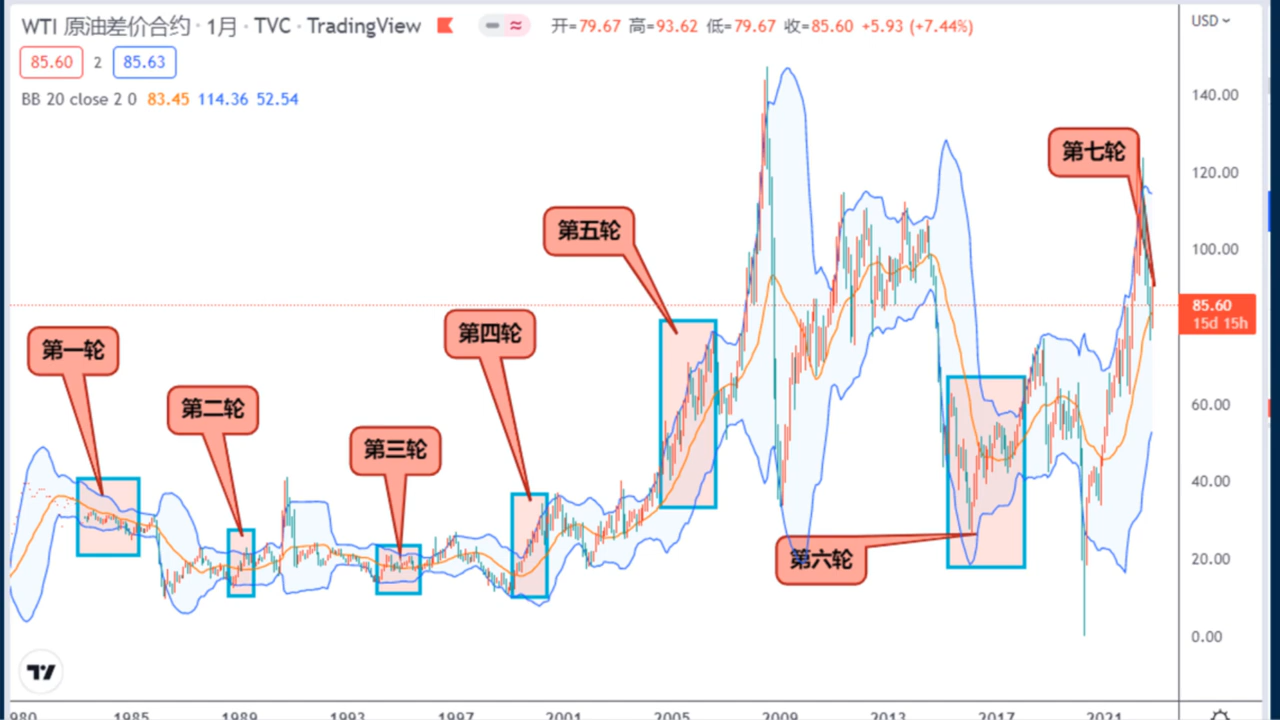 WTI 原油差价合约 · 1月 · TVC · TradingView 开=79.67 高=93.62 低=79.67 收=85.60 +5.93 (+7.44%)
USD
85.60 2 85.63
BB 20 close 2 0 83.45 114.36 52.54
140.00
第七轮
120.00
第五轮
100.00
85.60
15d 15h
第四轮
第一轮
第二轮
60.00
第三轮
40.00
第六轮
20.00
0.00
980 1985 1989 1993 1997 2001 2005 2009 2013 2017 2021